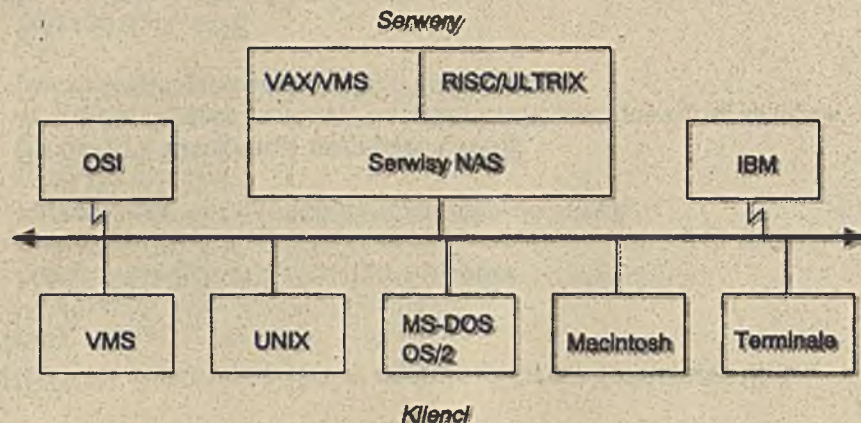 Serwery
VAX/VMS
RISC/ULTRIX
OSI
Serwisy NAS
IBM
VMS
UNIX
MS-DOS
OS/2
Macintosh
Terminale
Klienci